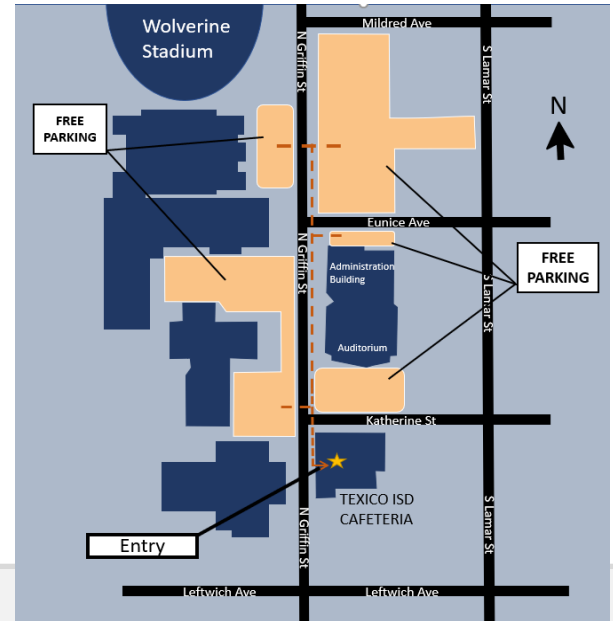 Wolverine
Stadium
Mildred Ave
N Griffin St
S Lamar St
FREE
PARKING
N
Eunice Ave
N Griffin St
Administration
Building
FREE
PARKING
S Lamar St
Auditorium
Katherine St
TEXICO ISD
CAFETERIA
Entry
N Griffin St
S Lamar St
Leftwich Ave
Leftwich Ave